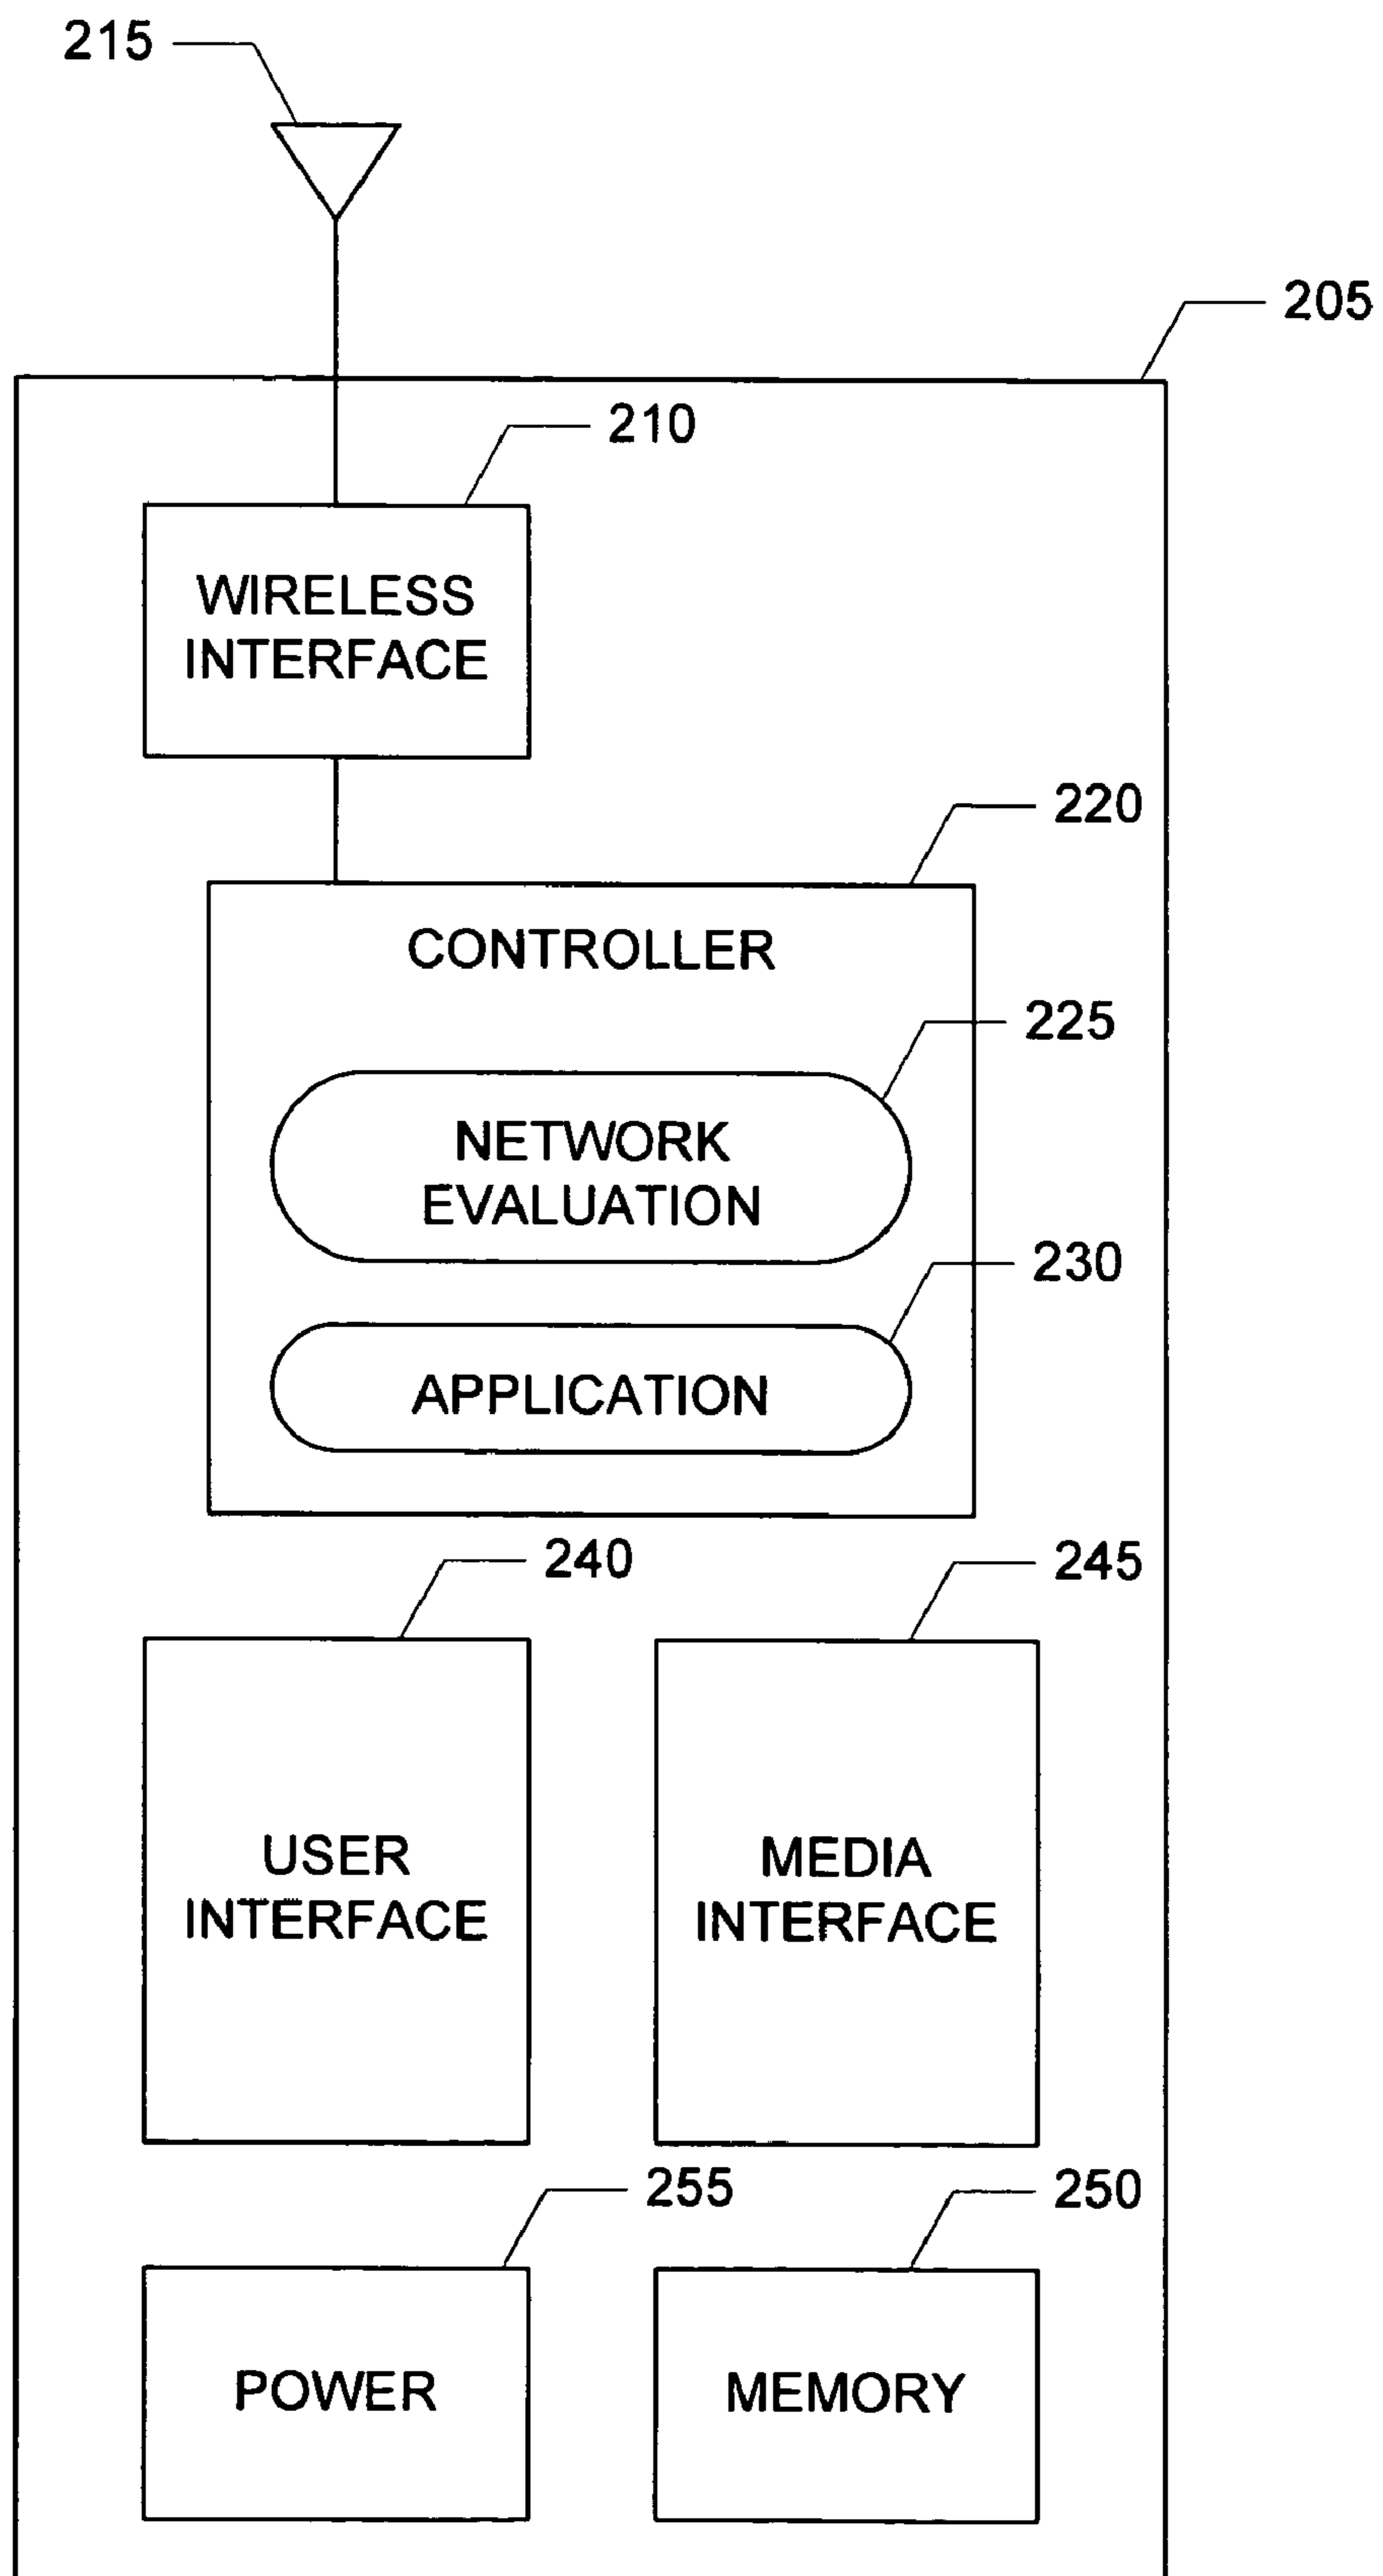 215
205
210
WIRELESS
INTERFACE
220
CONTROLLER
225
NETWORK
EVALUATION
230
APPLICATION
240
245
USER
INTERFACE
MEDIA
INTERFACE
255
250
POWER
MEMORY